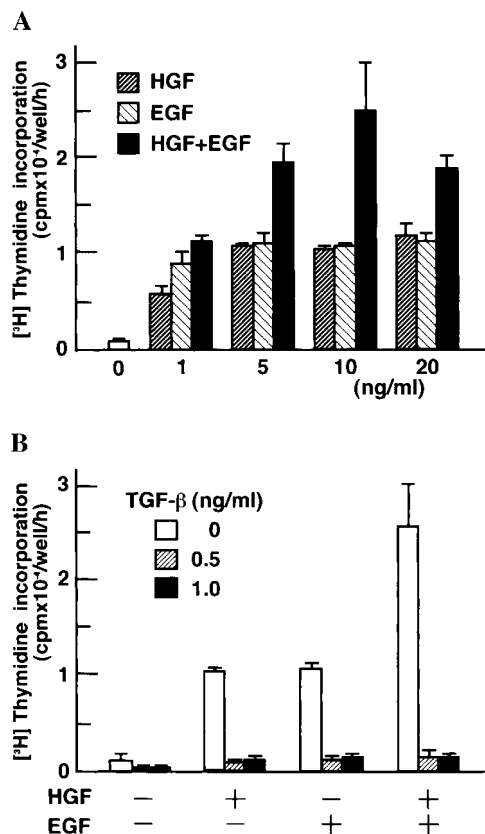 A
[³H] Thymidine incorporation
(cpmx10⁻⁴/well/h)
3
2
1
0
HGF
EGF
HGF+EGF
0 1 5 10 20
(ng/ml)
B
[³H] Thymidine incorporation
(cpmx10⁻⁴/well/h)
3
2
1
0
TGF-β (ng/ml)
0
0.5
1.0
HGF − + − +
EGF − − + +